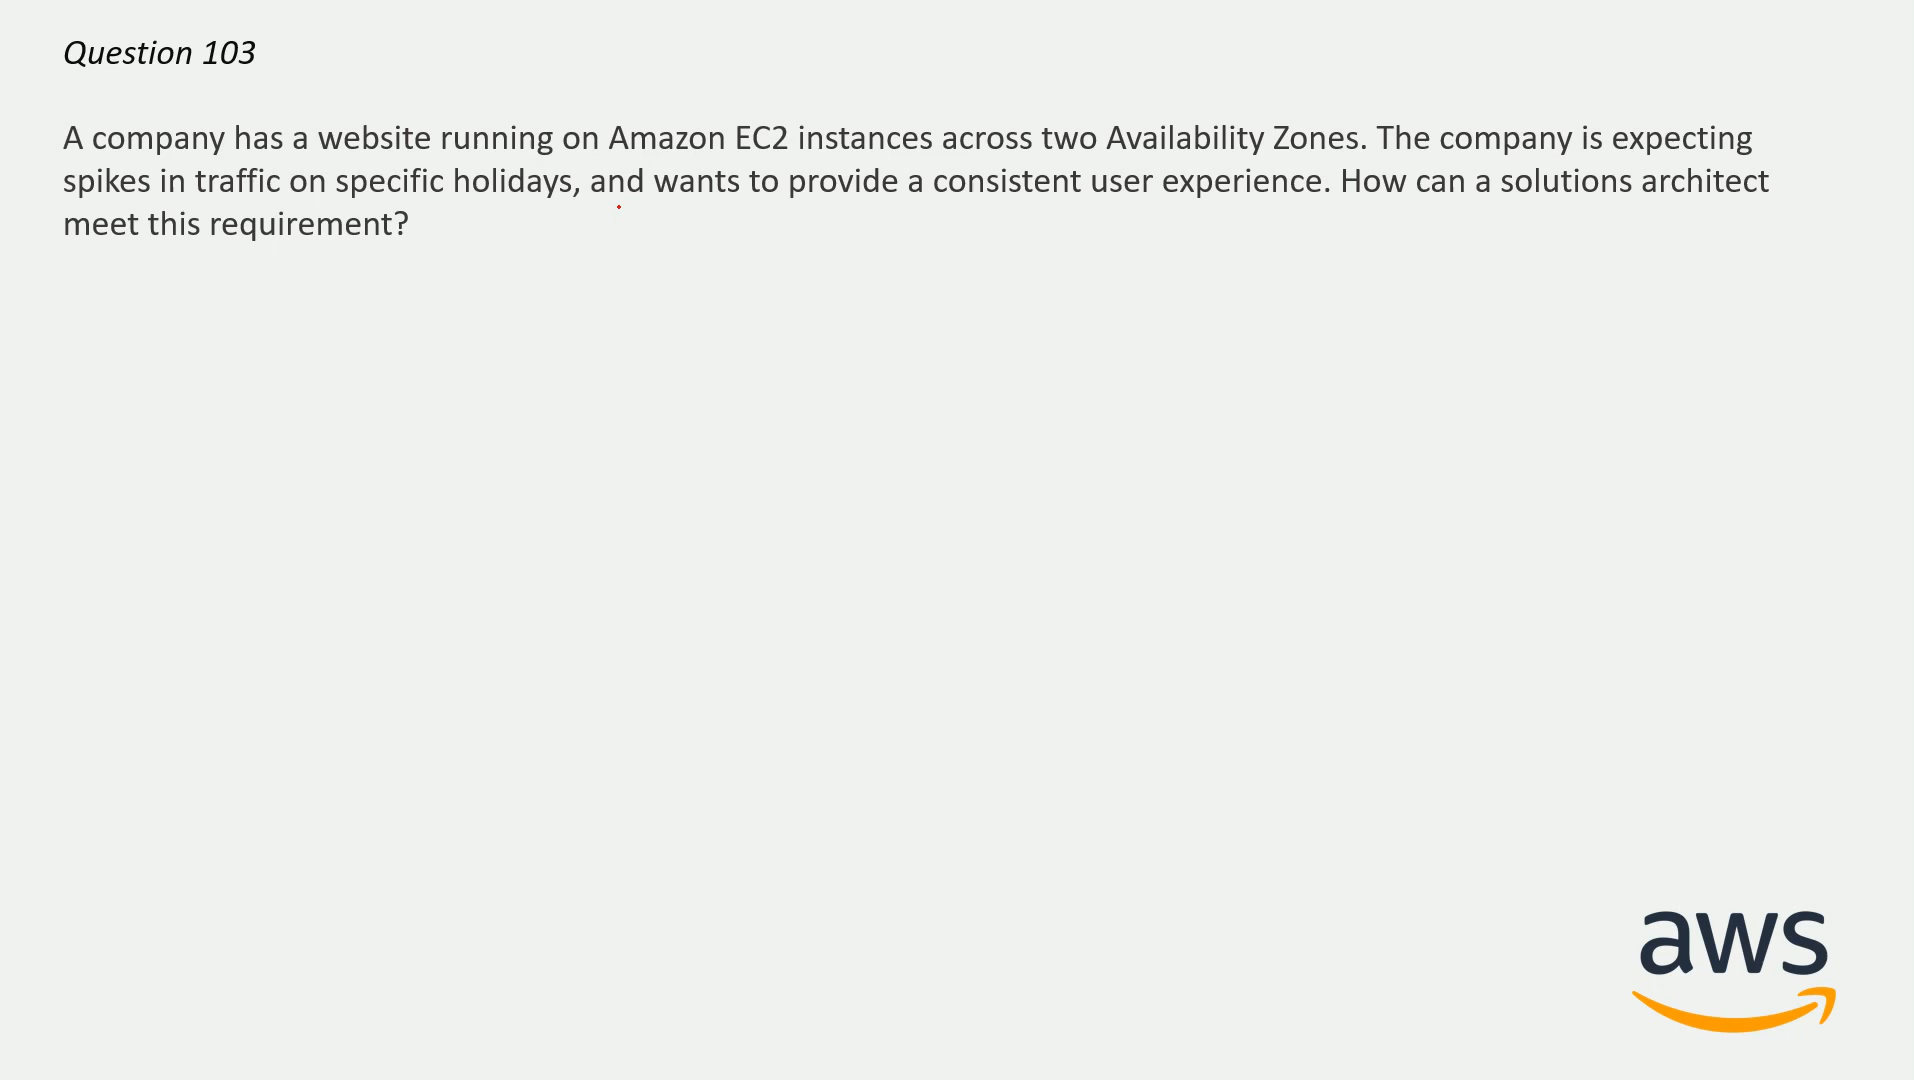 Question 103
A company has a website running on Amazon EC2 instances across two Availability Zones. The company is expecting
spikes in traffic on specific holidays, and wants to provide a consistent user experience. How can a solutions architect
meet this requirement?
aws